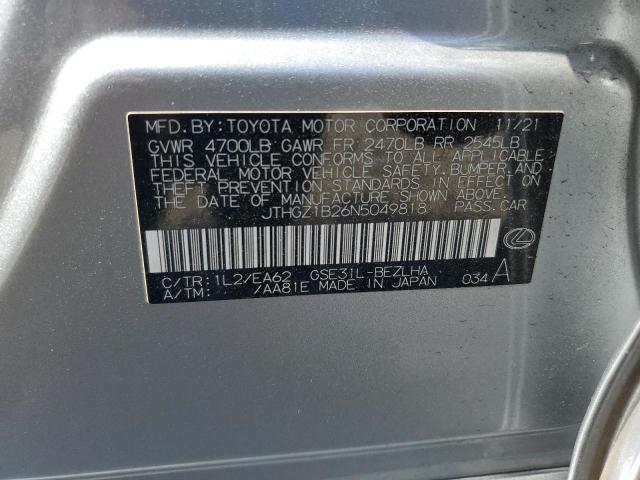 MFD.BY:TOYOTA MOTOR CORPORATION 11/21
GVWR 4700LB GAWR FR 2470LB RR 2545LB
THIS VEHICLE CONFORMS TO ALL APPLICABLE
FEDERAL MOTOR VEHICLE SAFETY,BUMPER,AND
THEFT PREVENTION STANDARDS IN EFFECT ON
THE DATE OF MANUFACTURE SHOWN ABOVE.
JTHGZ1B26N5049818 PASS.CAR
C/TR:1L2/EA62 GSE31L-BEZLHA
A/TM: /AA81E MADE IN JAPAN 034 A